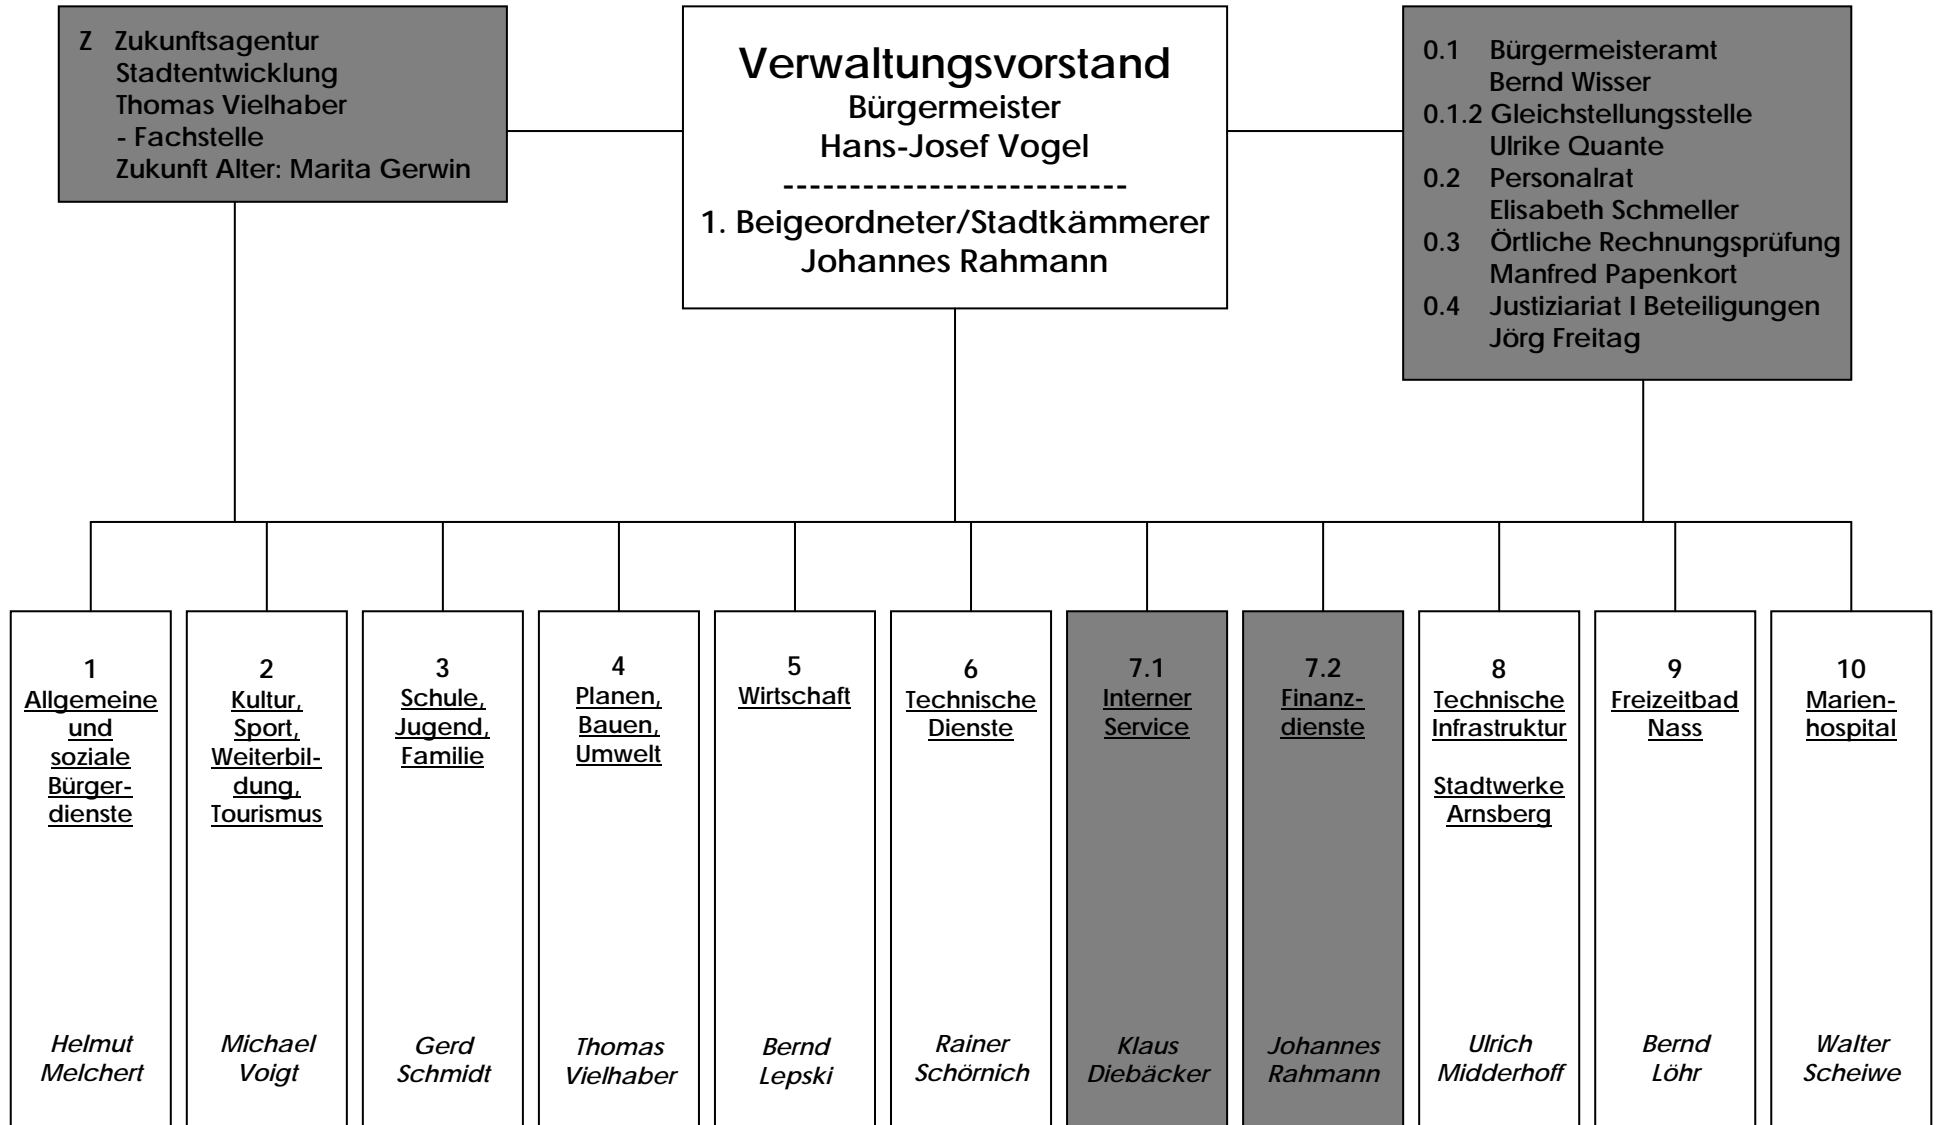 Z Zukunftsagentur
Stadtentwicklung
Thomas Vielhaber
- Fachstelle
Zukunft Alter: Marita Gerwin
Verwaltungsvorstand
Bürgermeister
Hans-Josef Vogel
--------------------------
1. Beigeordneter/Stadtkämmerer
Johannes Rahmann
0.1 Bürgermeisteramt
Bernd Wisser
0.1.2 Gleichstellungsstelle
Ulrike Quante
0.2 Personalrat
Elisabeth Schmeller
0.3 Örtliche Rechnungsprüfung
Manfred Papenkort
0.4 Justiziariat I Beteiligungen
Jörg Freitag
1
Allgemeine
und
soziale
Bürger-
dienste
Helmut
Melchert
2
Kultur,
Sport,
Weiterbil-
dung,
Tourismus
Michael
Voigt
3
Schule,
Jugend,
Familie
Gerd
Schmidt
4
Planen,
Bauen,
Umwelt
Thomas
Vielhaber
5
Wirtschaft
Bernd
Lepski
6
Technische
Dienste
Rainer
Schörnich
7.1
Interner
Service
Klaus
Diebäcker
7.2
Finanz-
dienste
Johannes
Rahmann
8
Technische
Infrastruktur
Stadtwerke
Arnsberg
Ulrich
Midderhoff
9
Freizeitbad
Nass
Bernd
Löhr
10
Marien-
hospital
Walter
Scheiwe